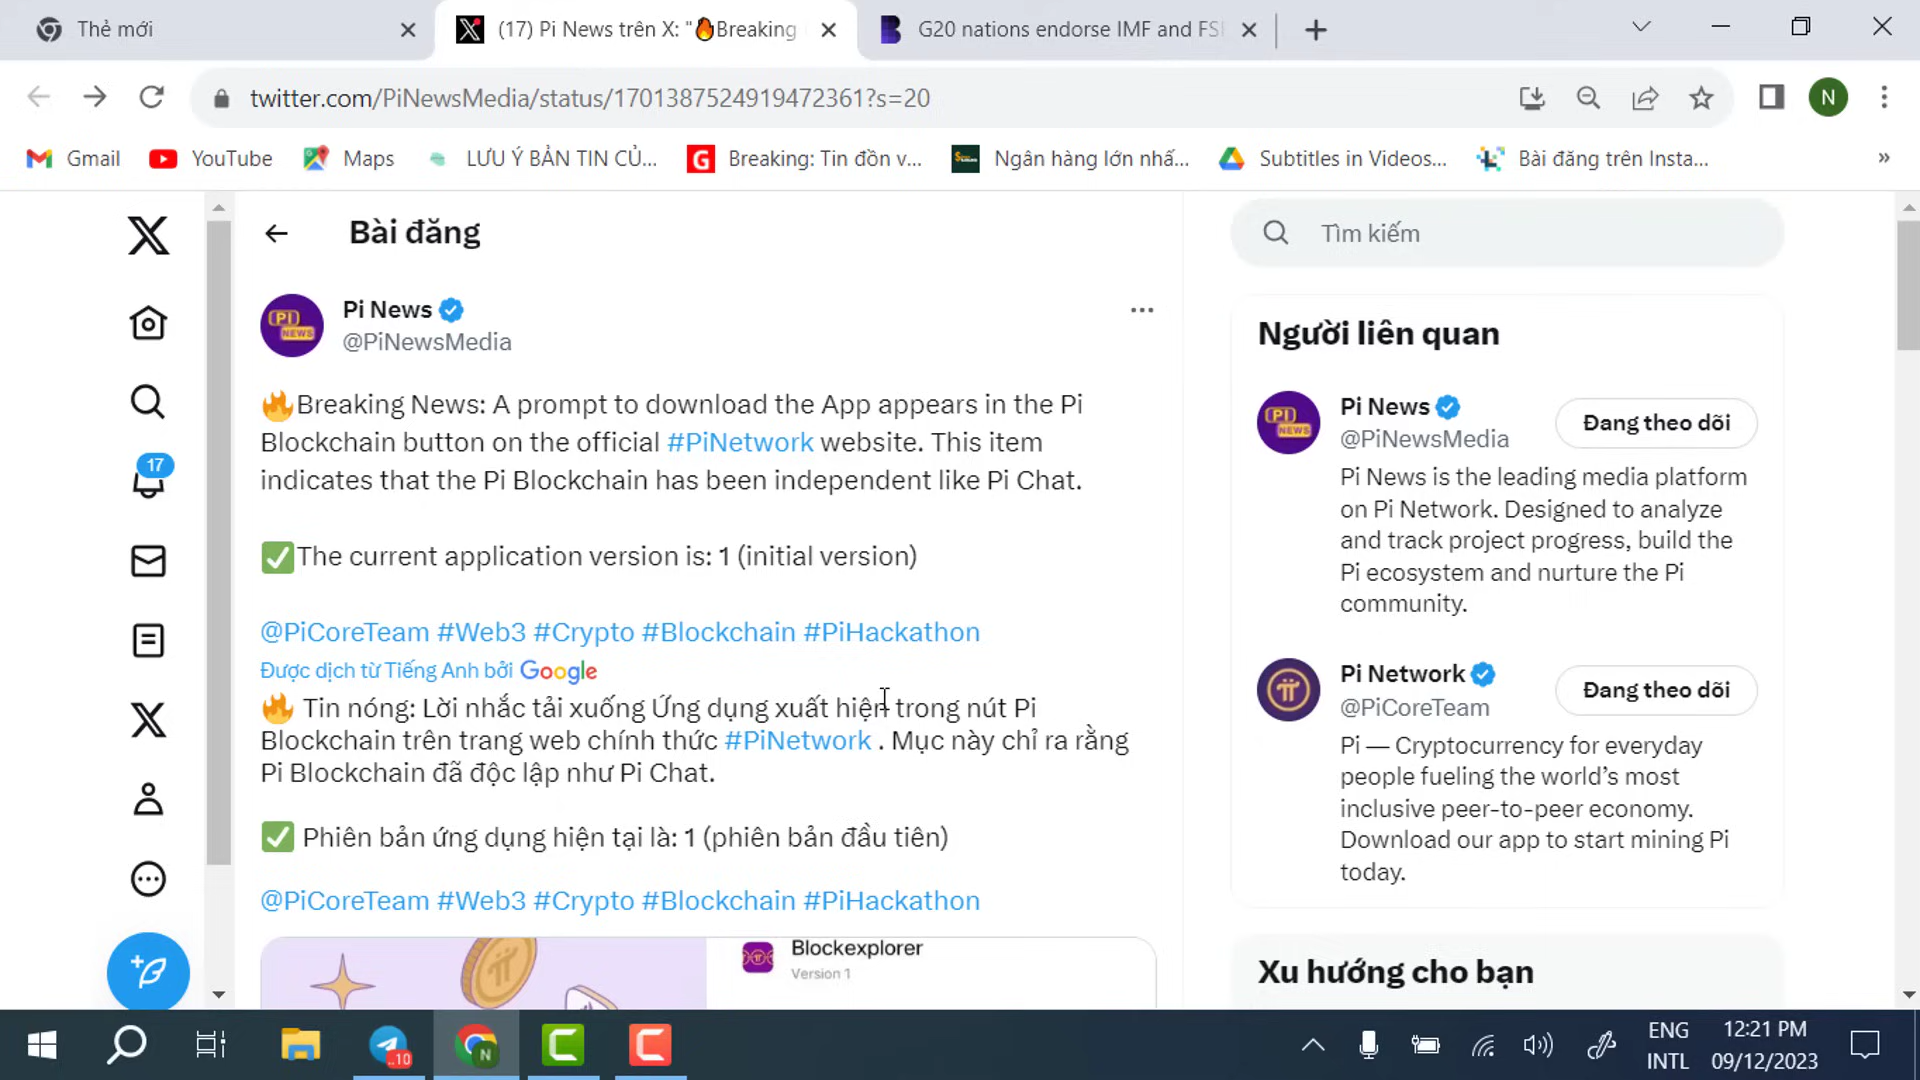 Thẻ mới
(17) Pi News trên X: "🔥Breaking
G20 nations endorse IMF and FS
twitter.com/PiNewsMedia/status/1701387524919472361?s=20
N
Gmail
YouTube
Maps
LƯU Ý BẢN TIN CỦ...
Breaking: Tin đồn v...
Ngân hàng lớn nhấ...
Subtitles in Videos...
Bài đăng trên Insta...
»
17
Bài đăng
Pi News
@PiNewsMedia
🔥Breaking News: A prompt to download the App appears in the Pi
Blockchain button on the official #PiNetwork website. This item
indicates that the Pi Blockchain has been independent like Pi Chat.
✅The current application version is: 1 (initial version)
@PiCoreTeam #Web3 #Crypto #Blockchain #PiHackathon
Được dịch từ Tiếng Anh bởi Google
🔥 Tin nóng: Lời nhắc tải xuống Ứng dụng xuất hiện trong nút Pi
Blockchain trên trang web chính thức #PiNetwork . Mục này chỉ ra rằng
Pi Blockchain đã độc lập như Pi Chat.
✅ Phiên bản ứng dụng hiện tại là: 1 (phiên bản đầu tiên)
@PiCoreTeam #Web3 #Crypto #Blockchain #PiHackathon
Blockexplorer
Version 1
Tìm kiếm
Người liên quan
PI NEWS
Pi News
@PiNewsMedia
Đang theo dõi
Pi News is the leading media platform
on Pi Network. Designed to analyze
and track project progress, build the
Pi ecosystem and nurture the Pi
community.
Pi Network
@PiCoreTeam
Đang theo dõi
Pi — Cryptocurrency for everyday
people fueling the world's most
inclusive peer-to-peer economy.
Download our app to start mining Pi
today.
Xu hướng cho bạn
..10
N
ENG
INTL
12:21 PM
09/12/2023